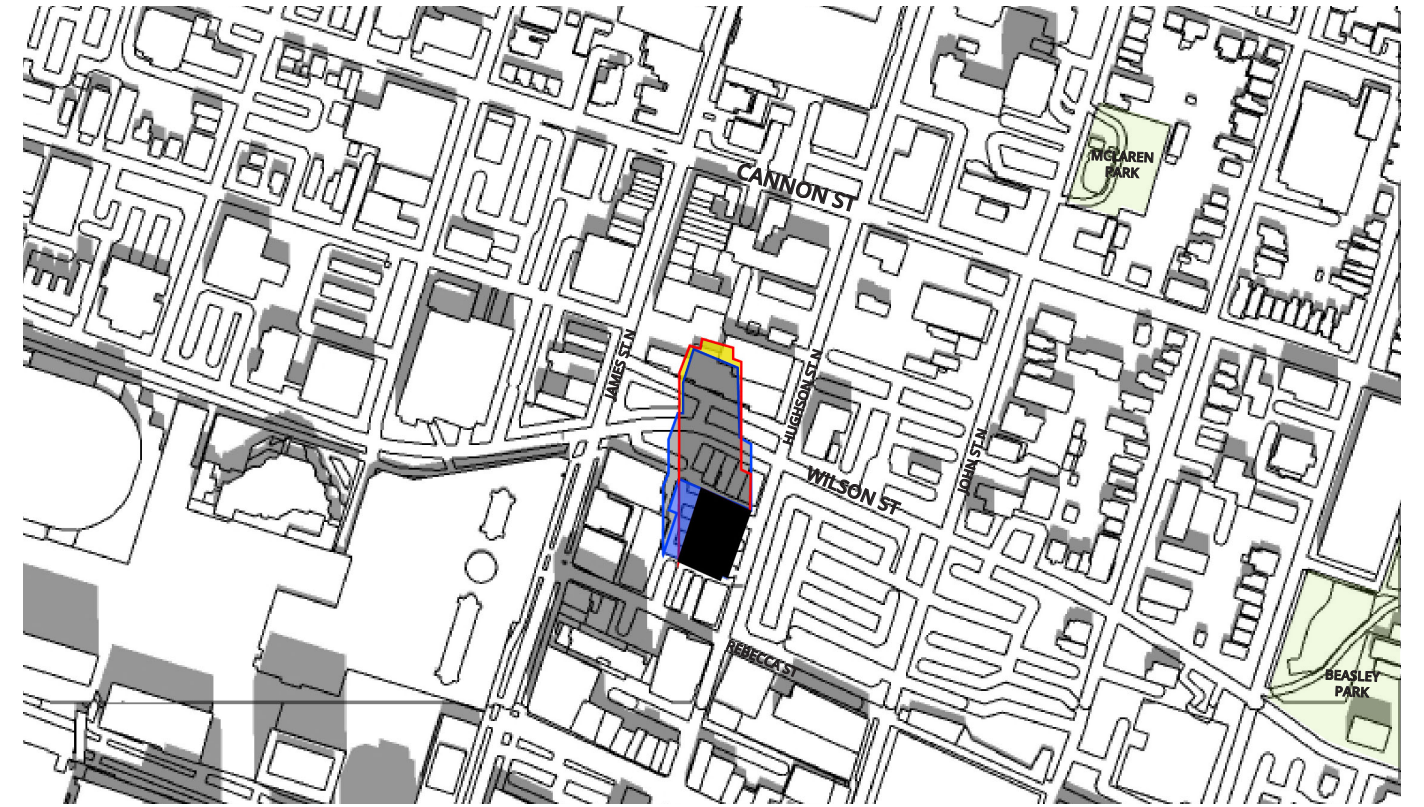 CANNON ST
MCLAREN
PARK
JAMES ST N
HUGHSON ST N
JOHN ST N
WILSON ST
REBECCA ST
BEASLEY
PARK